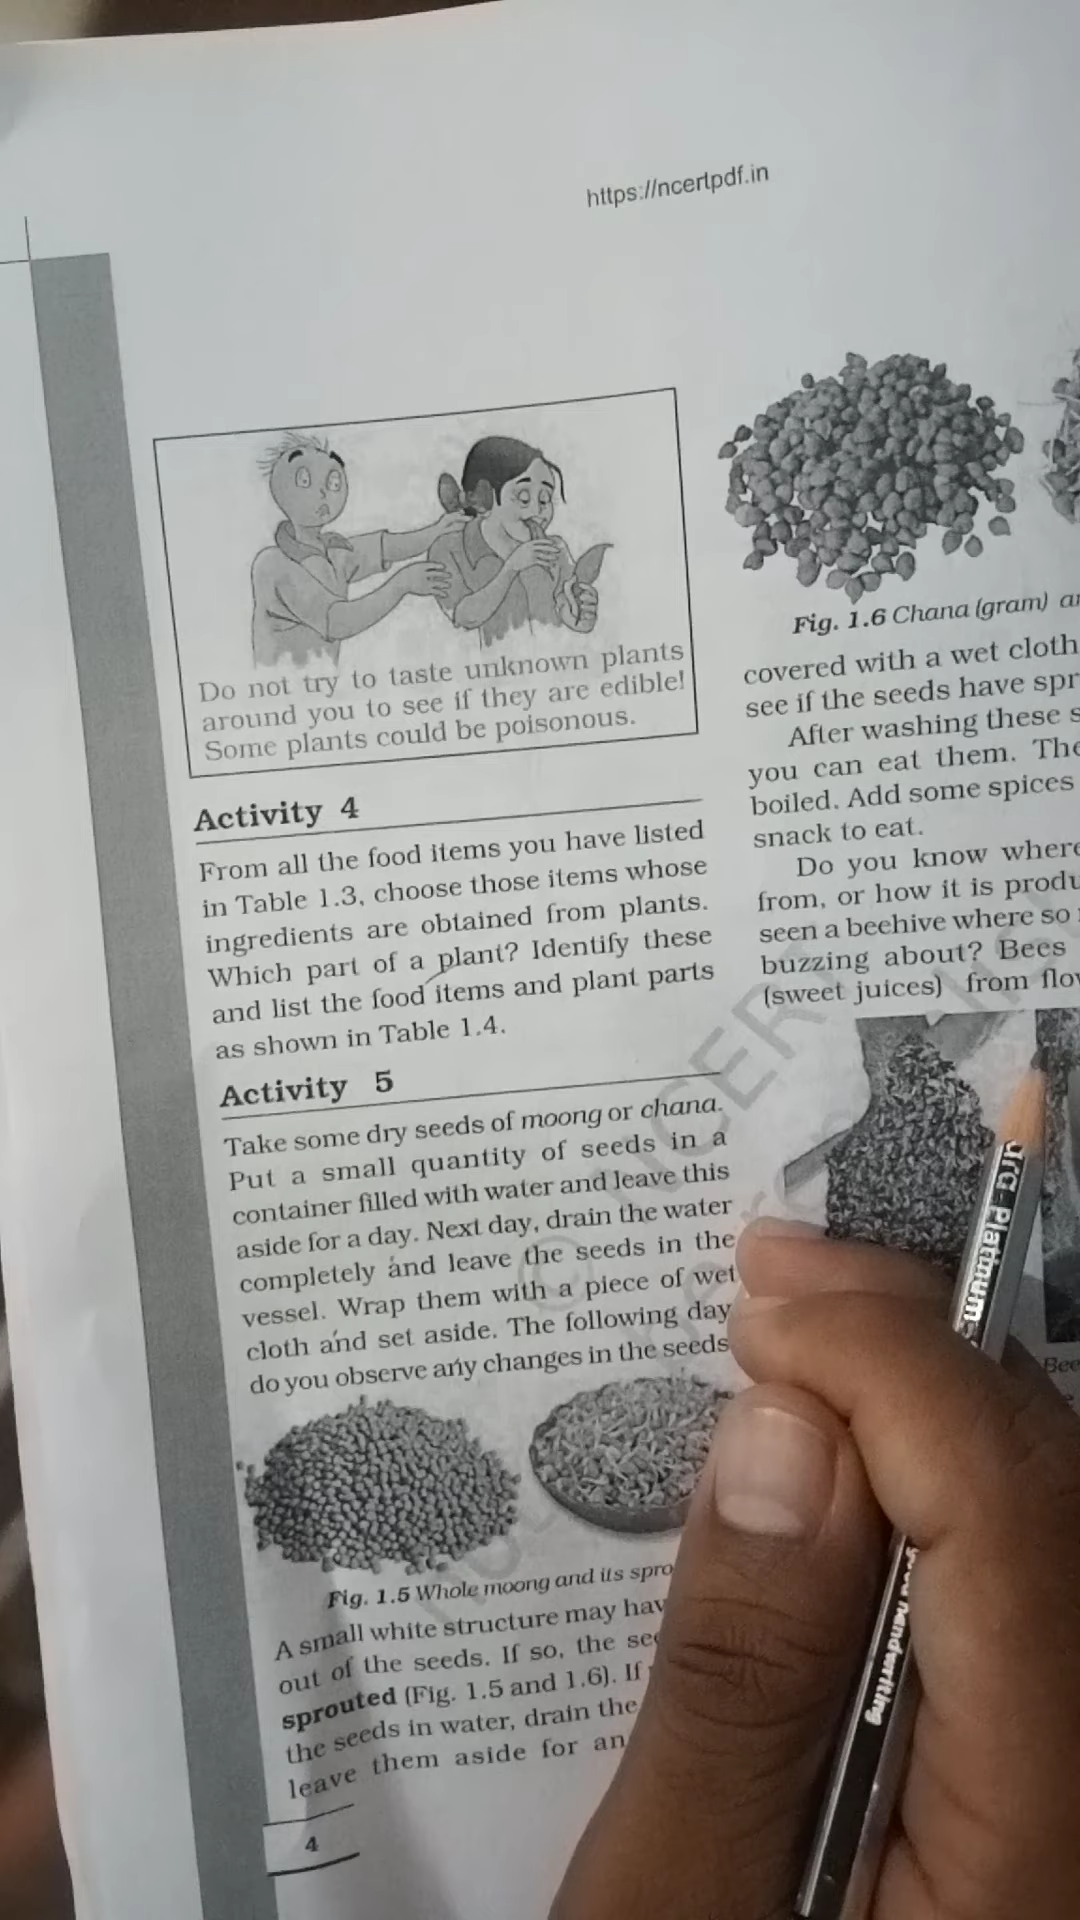 https://ncertpdf.in
Do not try to taste unknown plants
around you to see if they are edible!
Some plants could be poisonous.
Activity 4
From all the food items you have listed
in Table 1.3, choose those items whose
ingredients are obtained from plants.
Which part of a plant? Identify these
and list the food items and plant parts
as shown in Table 1.4.
Activity 5
Take some dry seeds of moong or chana.
Put a small quantity of seeds in a
container filled with water and leave this
aside for a day. Next day, drain the water
completely and leave the seeds in the
vessel. Wrap them with a piece of wet
cloth and set aside. The following day
do you observe any changes in the seeds
Fig. 1.5 Whole moong and its
A small white structure may
out of the seeds. If so, the
sprouted (Fig. 1.5 and 1.6). If
the seeds in water, drain the
leave them aside for an
4
Fig. 1.6 Chana (gram)
covered with a wet cloth
see if the seeds have
After washing these
you can eat them.
boiled. Add some spices
snack to eat.
Do you know where
from, or how it is
seen a beehive where so
buzzing about? Bees
(sweet juices) from
© NCERT
Platinum
handwriting